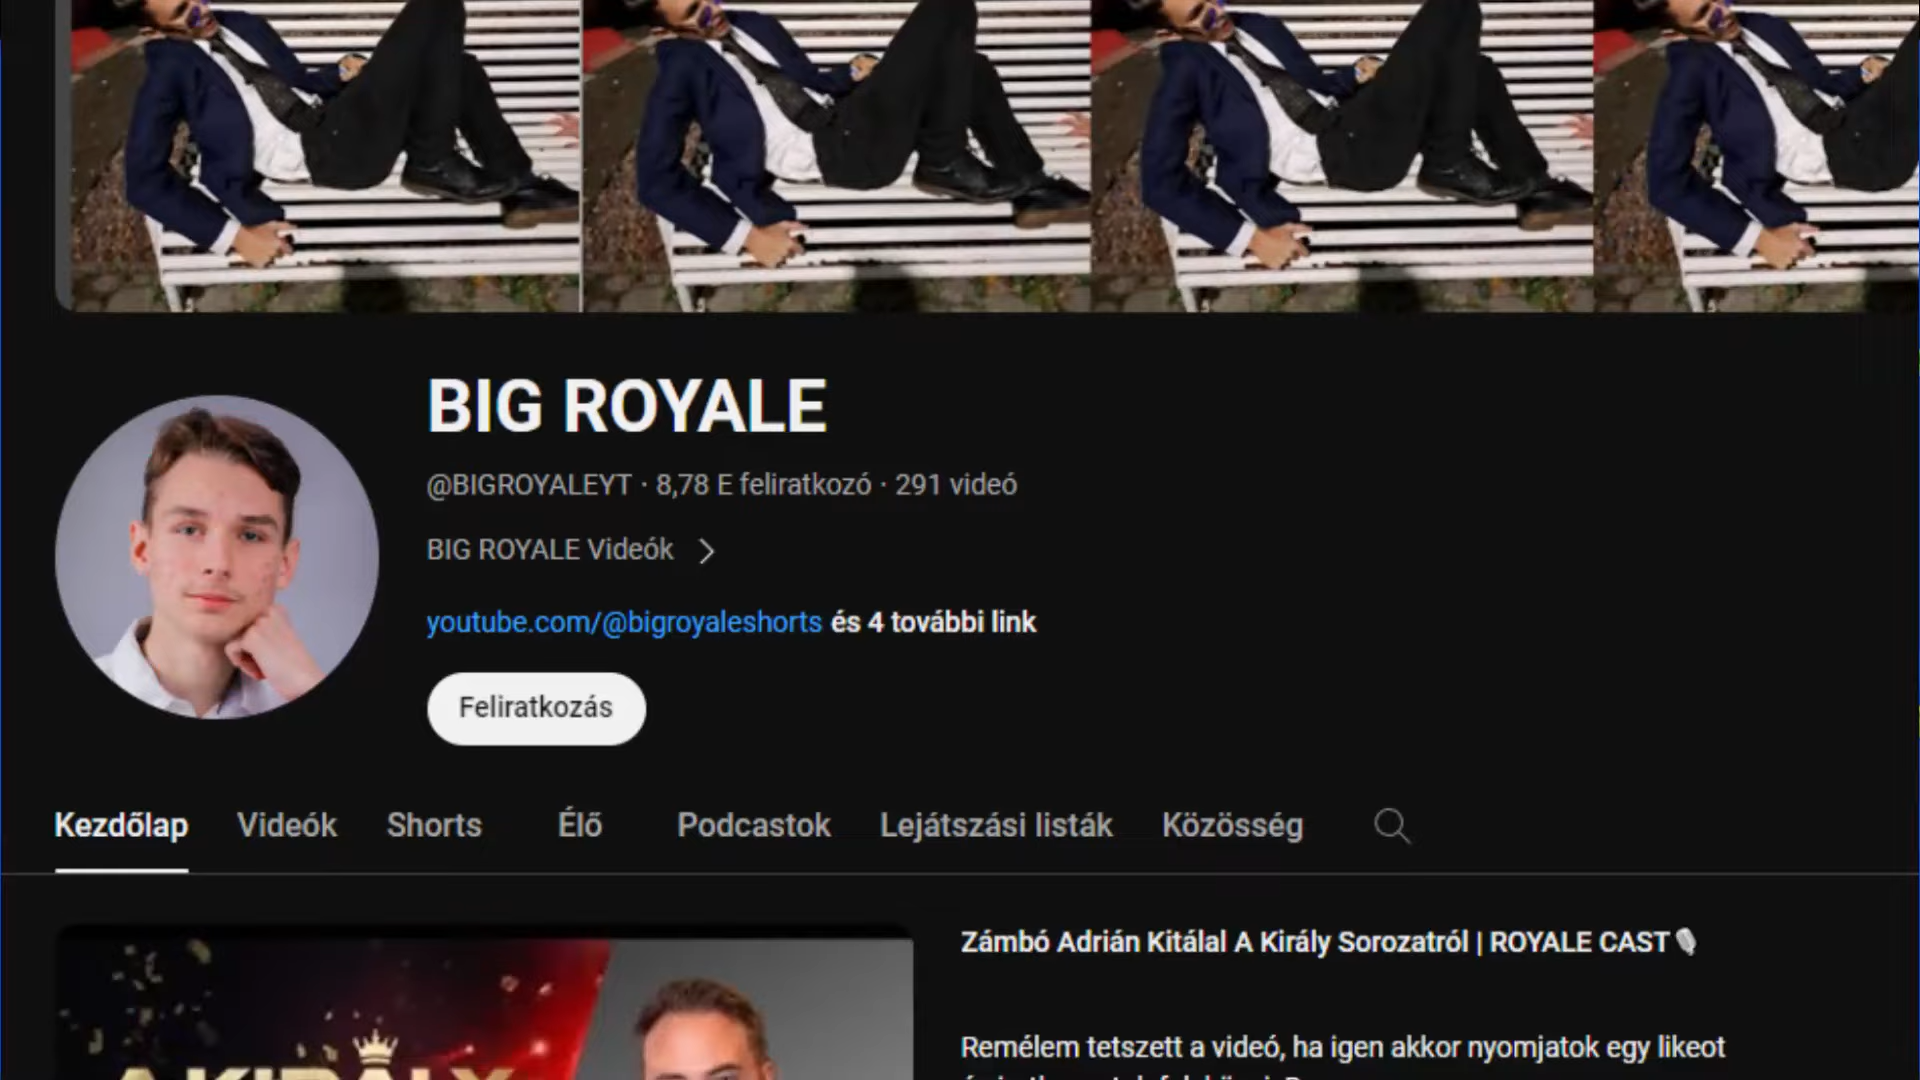 BIG ROYALE
@BIGROYALEYT · 8,78 E feliratkozó · 291 videó
BIG ROYALE Videók
youtube.com/@bigroyaleshorts és 4 további link
Feliratkozás
Kezdőlap Videók Shorts Élő Podcastok Lejátszási listák Közösség
Zámbó Adrián Kitálal A Király Sorozatról | ROYALE CAST🎙️
A KIRÁLY
Remélem tetszett a videó, ha igen akkor nyomjatok egy likeot